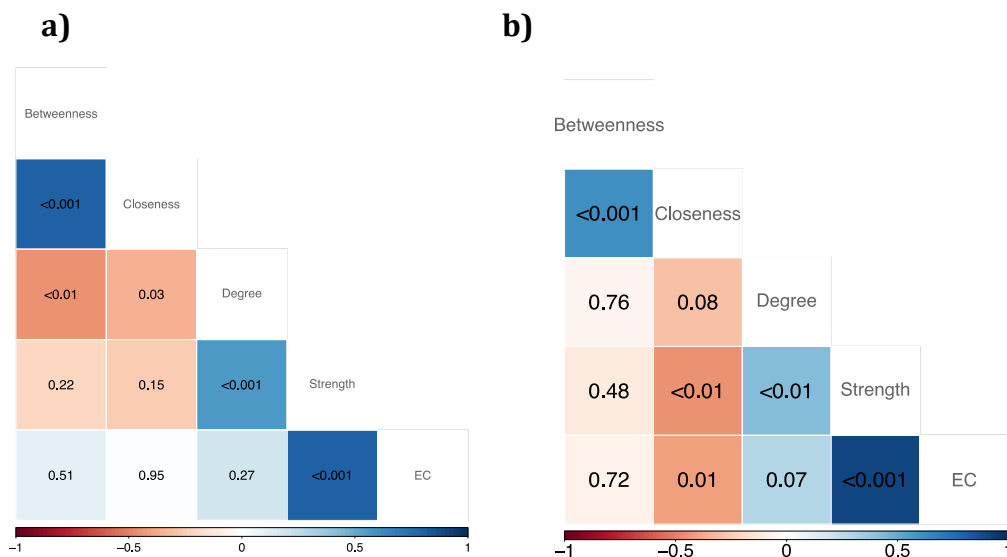 a)
Betweenness
<0.001 Closeness
<0.01 0.03 Degree
0.22 0.15 <0.001 Strength
0.51 0.95 0.27 <0.001 EC
−1 −0.5 0 0.5 1
b)
Betweenness
<0.001 Closeness
0.76 0.08 Degree
0.48 <0.01 <0.01 Strength
0.72 0.01 0.07 <0.001 EC
−1 −0.5 0 0.5